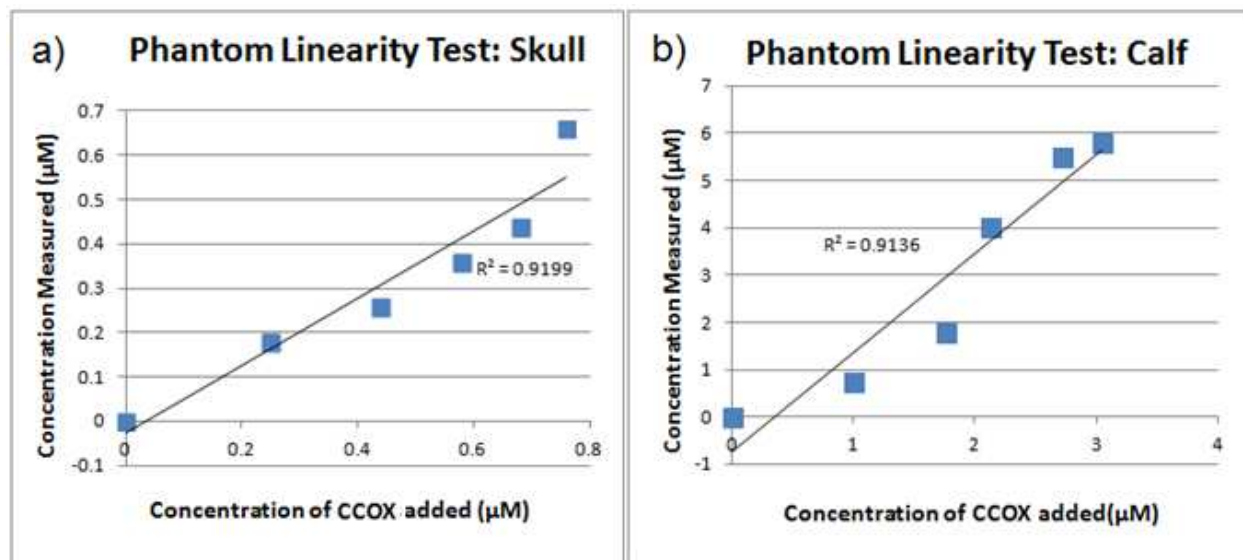 a) Phantom Linearity Test: Skull
Concentration Measured (µM)
0.7
0.6
0.5
0.4
0.3
0.2
0.1
0
-0.1
R² = 0.9199
0 0.2 0.4 0.6 0.8
Concentration of CCOX added (µM)
b) Phantom Linearity Test: Calf
Concentration Measured (µM)
7
6
5
4
3
2
1
0
-1
R² = 0.9136
0 1 2 3 4
Concentration of CCOX added(µM)